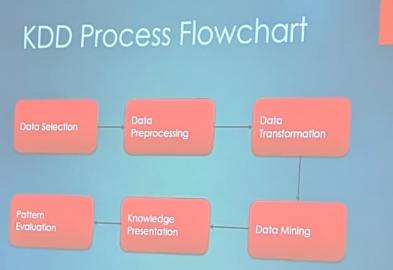 KDD Process Flowchart
Data Selection
Data
Preprocessing
Data
Transformation
Data Mining
Knowledge
Presentation
Pattern
Evaluation